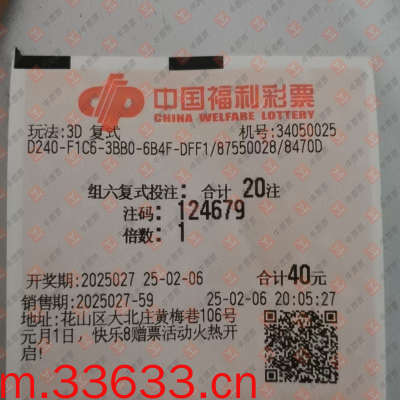 中国福利彩票
CHINA WELFARE LOTTERY
玩法:3D 复式 机号:34050025
D240-F1C6-3BB0-6B4F-DFF1/87550028/8470D
组六复式投注: 合计 20注
注码: 124679
倍数: 1
开奖期:2025027 25-02-06 合计40元
销售期:2025027-59 25-02-06 20:05:27
地址:花山区大北庄黄梅巷106号
元月1日,快乐8赠票活动火热开
启!
m.33633.cn